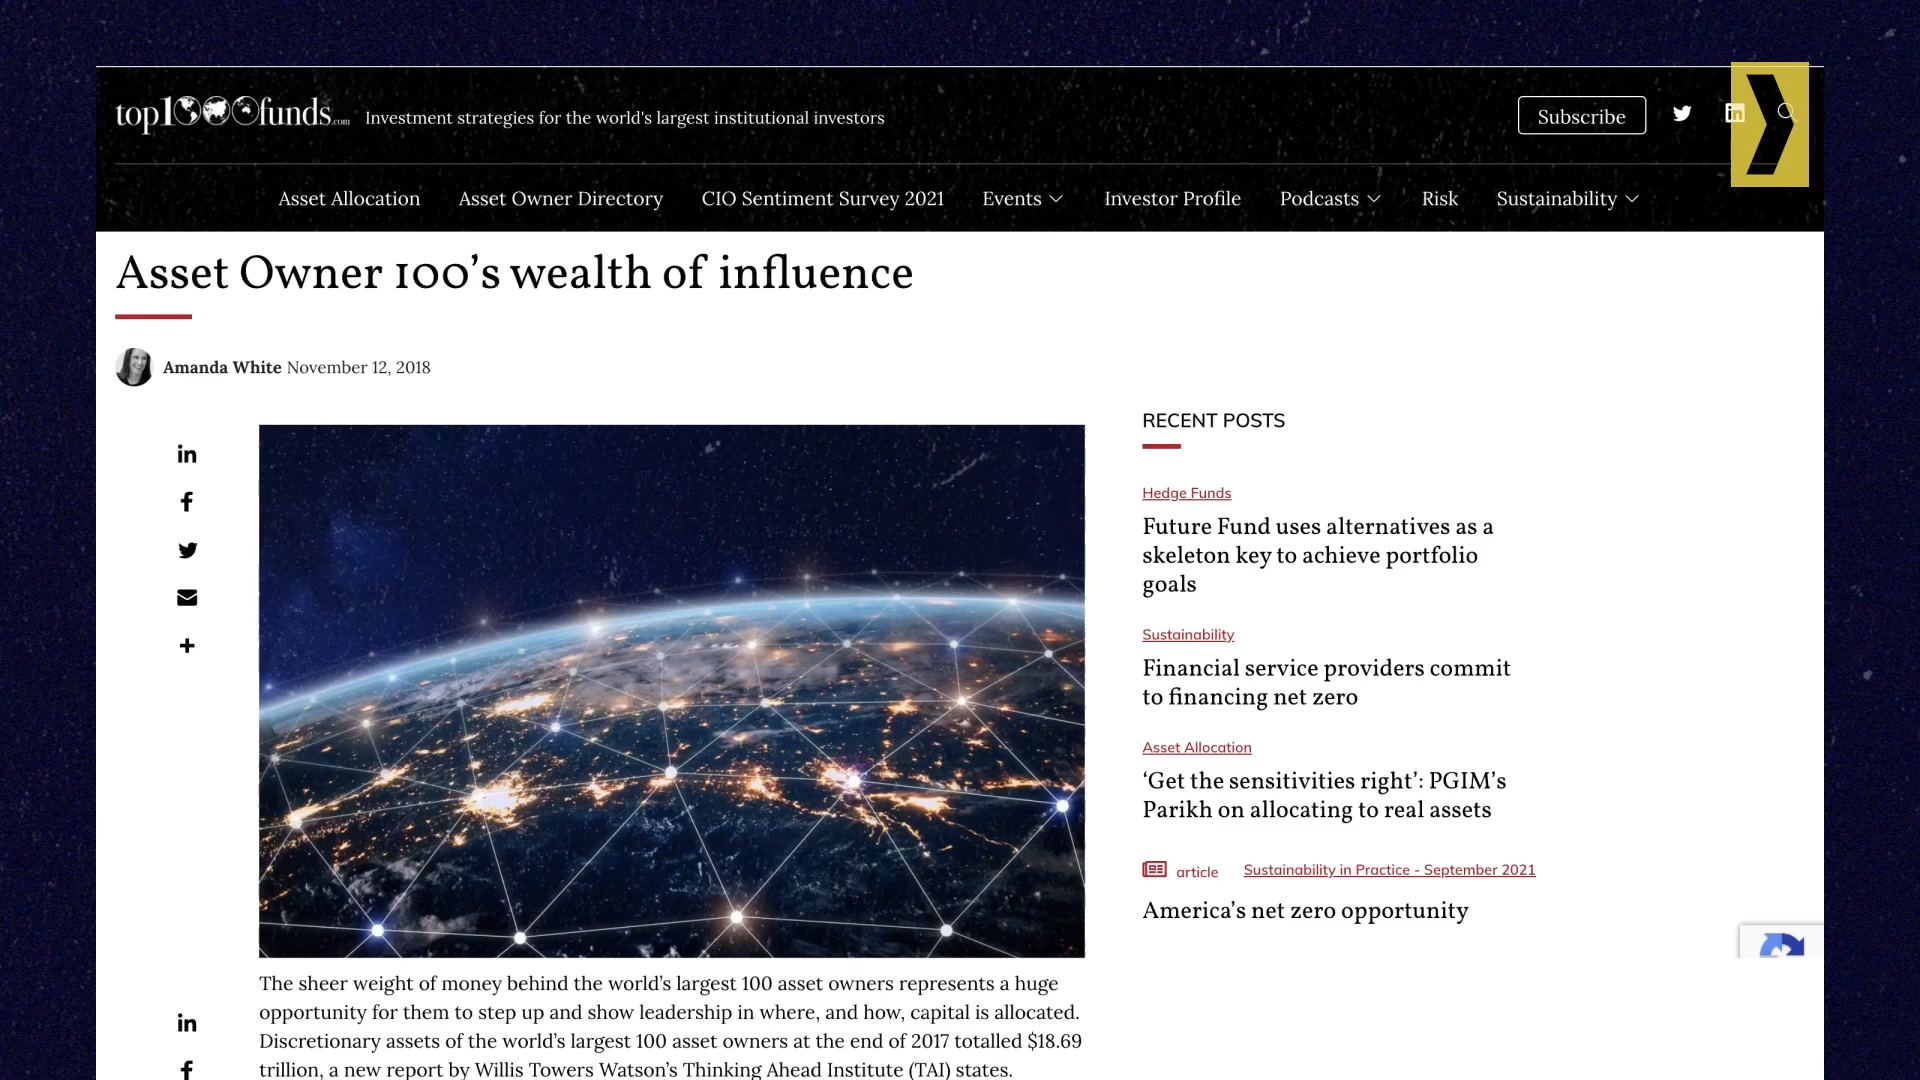 top1000funds.com Investment strategies for the world's largest institutional investors
Subscribe
Asset Allocation Asset Owner Directory CIO Sentiment Survey 2021 Events Investor Profile Podcasts Risk Sustainability
Asset Owner 100’s wealth of influence
Amanda White November 12, 2018
RECENT POSTS
Hedge Funds
Future Fund uses alternatives as a
skeleton key to achieve portfolio
goals
Sustainability
Financial service providers commit
to financing net zero
Asset Allocation
‘Get the sensitivities right’: PGIM’s
Parikh on allocating to real assets
article Sustainability in Practice - September 2021
America’s net zero opportunity
The sheer weight of money behind the world’s largest 100 asset owners represents a huge
opportunity for them to step up and show leadership in where, and how, capital is allocated.
Discretionary assets of the world’s largest 100 asset owners at the end of 2017 totalled $18.69
trillion, a new report by Willis Towers Watson’s Thinking Ahead Institute (TAI) states.